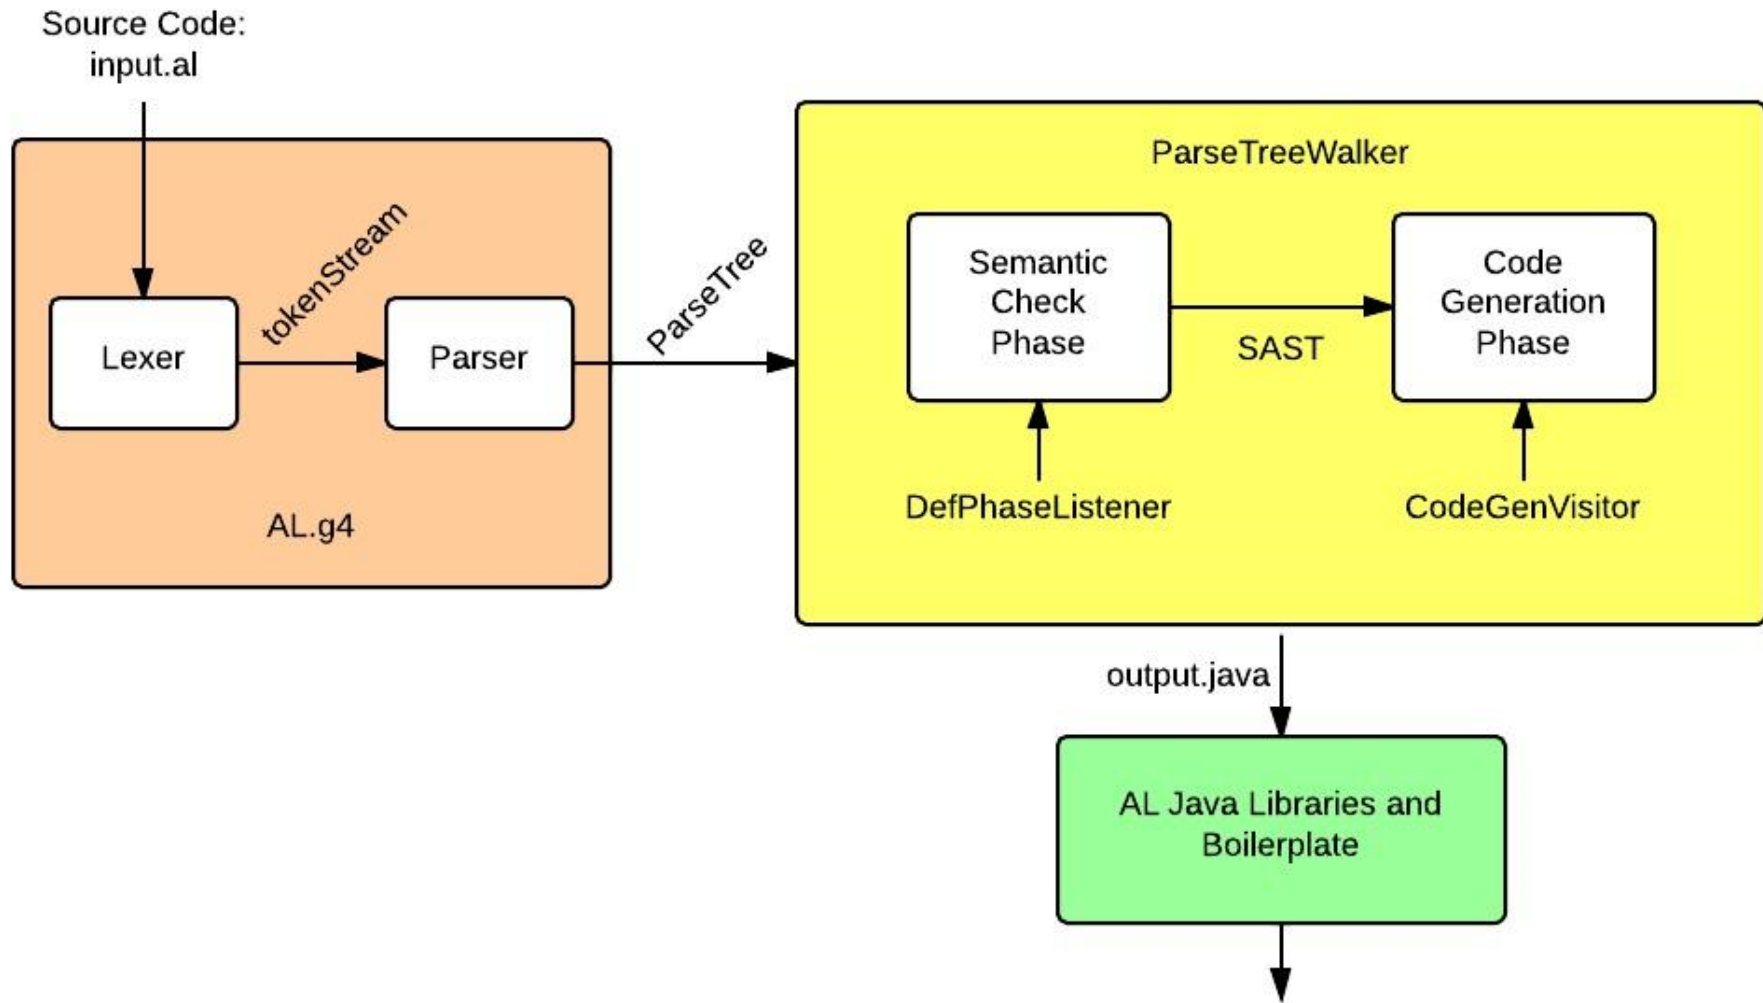 Source Code:
input.al
tokenStream
Lexer
Parser
AL.g4
ParseTree
ParseTreeWalker
Semantic
Check
Phase
SAST
Code
Generation
Phase
DefPhaseListener
CodeGenVisitor
output.java
AL Java Libraries and
Boilerplate